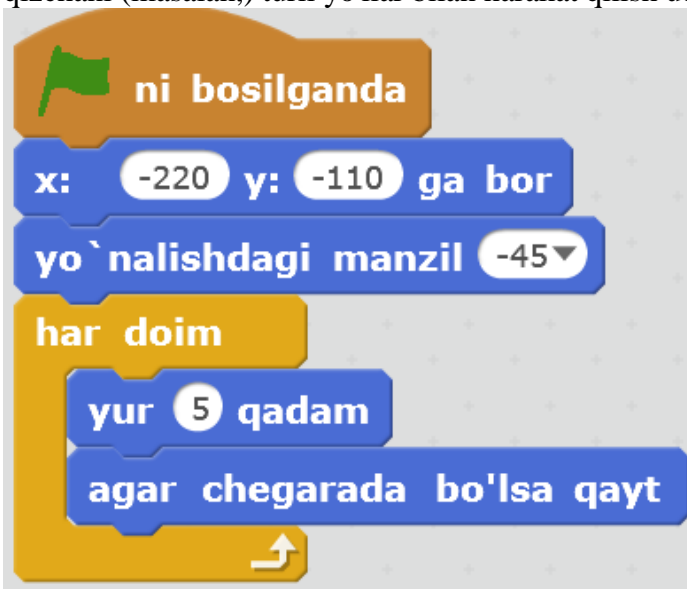 ni bosilganda
x: -220 y: -110 ga bor
yo`nalishdagi manzil -45
har doim
yur 5 qadam
agar chegarada bo'lsa qayt